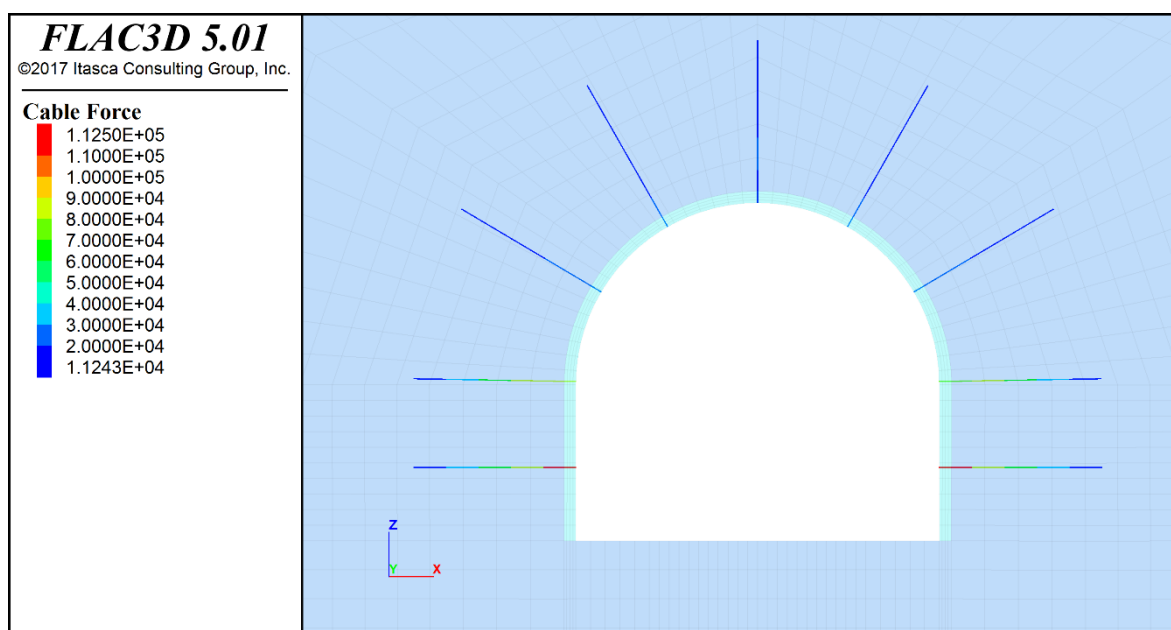 FLAC3D 5.01
©2017 Itasca Consulting Group, Inc.
Cable Force
1.1250E+05
1.1000E+05
1.0000E+05
9.0000E+04
8.0000E+04
7.0000E+04
6.0000E+04
5.0000E+04
4.0000E+04
3.0000E+04
2.0000E+04
1.1243E+04
Z
Y
X